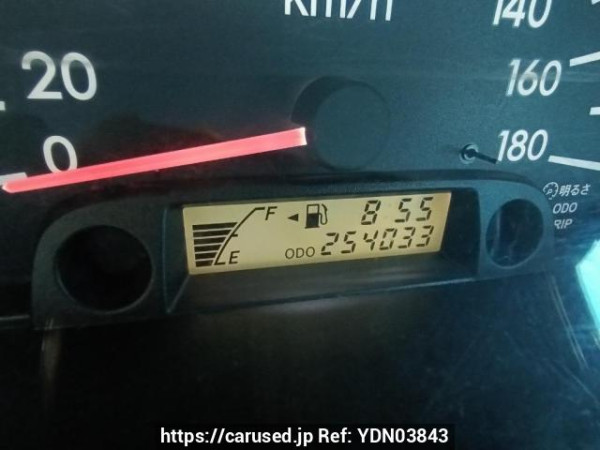 km/h
140
20
160
0
180
明るさ
ODO
F 8 55
RIP
E ODO 254033
https://carused.jp Ref: YDN03843